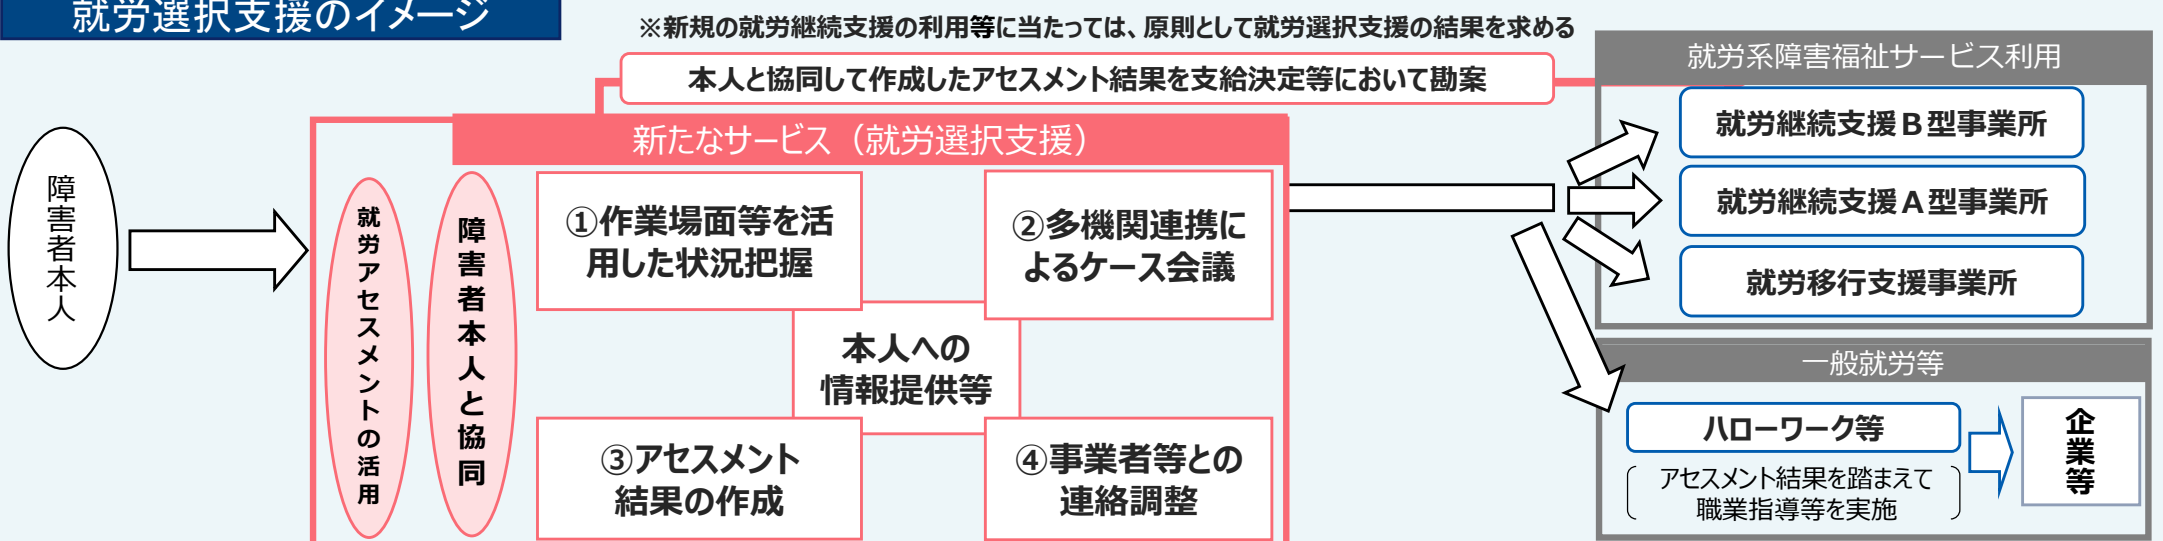 就労選択支援のイメージ
※新規の就労継続支援の利用等に当たっては、原則として就労選択支援の結果を求める
本人と協同して作成したアセスメント結果を支給決定等において勘案
障害者本人
新たなサービス（就労選択支援）
就労アセスメントの活用
障害者本人と協同
①作業場面等を活
用した状況把握
②多機関連携に
よるケース会議
本人への
情報提供等
③アセスメント
結果の作成
④事業者等との
連絡調整
就労系障害福祉サービス利用
就労継続支援Ｂ型事業所
就労継続支援Ａ型事業所
就労移行支援事業所
一般就労等
ハローワーク等
アセスメント結果を踏まえて
職業指導等を実施
企業等